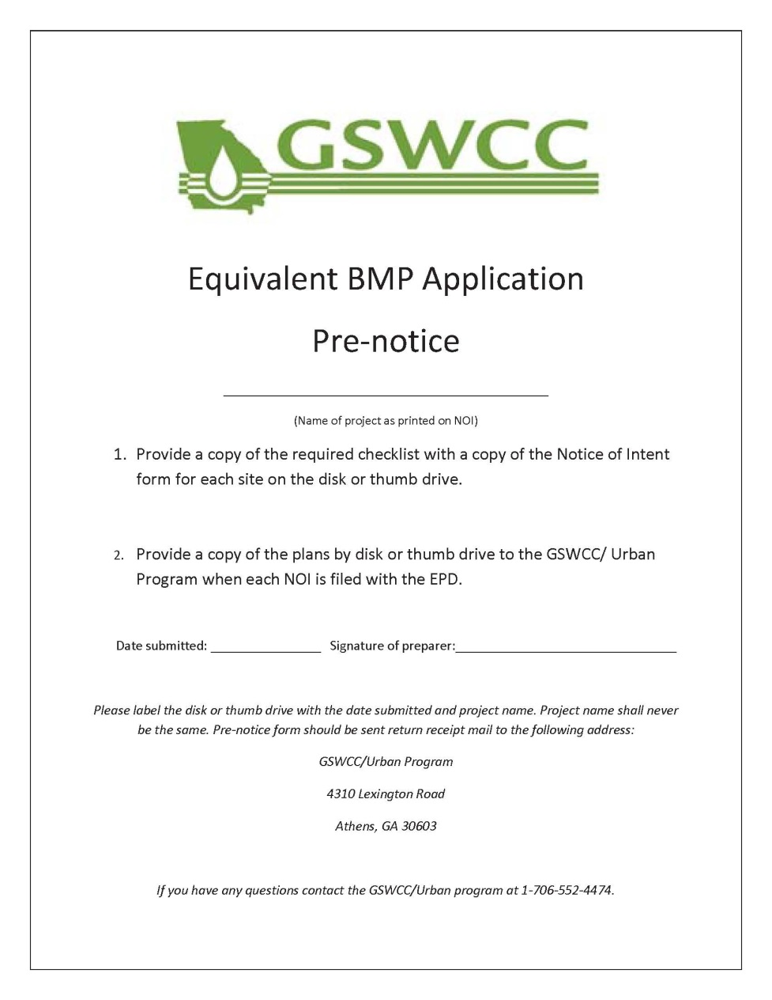 GSWCC
Equivalent BMP Application
Pre-notice
(Name of project as printed on NOI)
1. Provide a copy of the required checklist with a copy of the Notice of Intent
form for each site on the disk or thumb drive.
2. Provide a copy of the plans by disk or thumb drive to the GSWCC/ Urban
Program when each NOI is filed with the EPD.
Date submitted: ________________ Signature of preparer:________________________________
Please label the disk or thumb drive with the date submitted and project name. Project name shall never
be the same. Pre-notice form should be sent return receipt mail to the following address:
GSWCC/Urban Program
4310 Lexington Road
Athens, GA 30603
If you have any questions contact the GSWCC/Urban program at 1-706-552-4474.